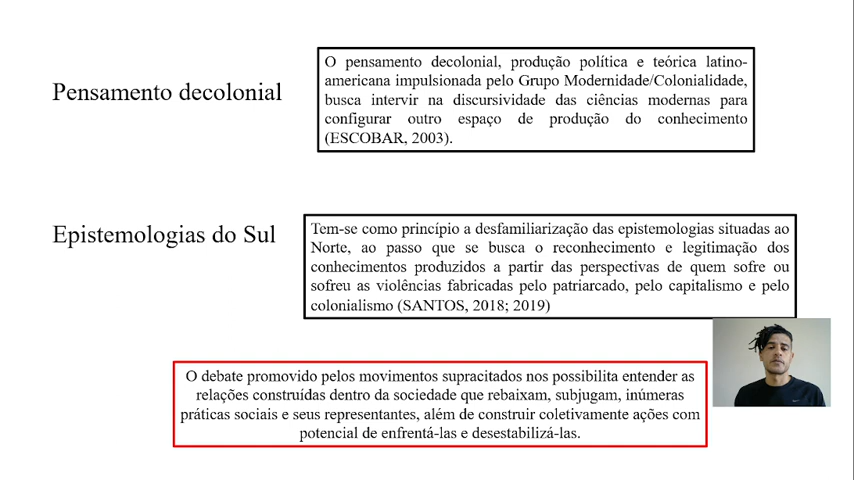 Pensamento decolonial
O pensamento decolonial, produção política e teórica latino-
americana impulsionada pelo Grupo Modernidade/Colonialidade,
busca intervir na discursividade das ciências modernas para
configurar outro espaço de produção do conhecimento
(ESCOBAR, 2003).
Epistemologias do Sul
Tem-se como princípio a desfamiliarização das epistemologias situadas ao
Norte, ao passo que se busca o reconhecimento e legitimação dos
conhecimentos produzidos a partir das perspectivas de quem sofre ou
sofreu as violências fabricadas pelo patriarcado, pelo capitalismo e pelo
colonialismo (SANTOS, 2018; 2019)
O debate promovido pelos movimentos supracitados nos possibilita entender as
relações construídas dentro da sociedade que rebaixam, subjugam, inúmeras
práticas sociais e seus representantes, além de construir coletivamente ações com
potencial de enfrentá-las e desestabilizá-las.